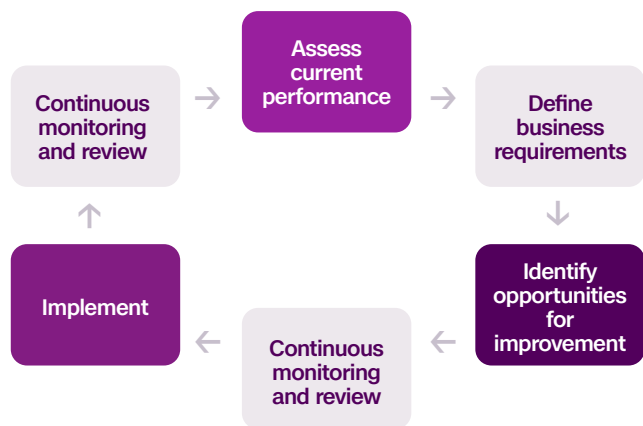 Assess
current
performance
Define
business
requirements
Identify
opportunities
for
improvement
Continuous
monitoring
and review
Implement
Continuous
monitoring
and review